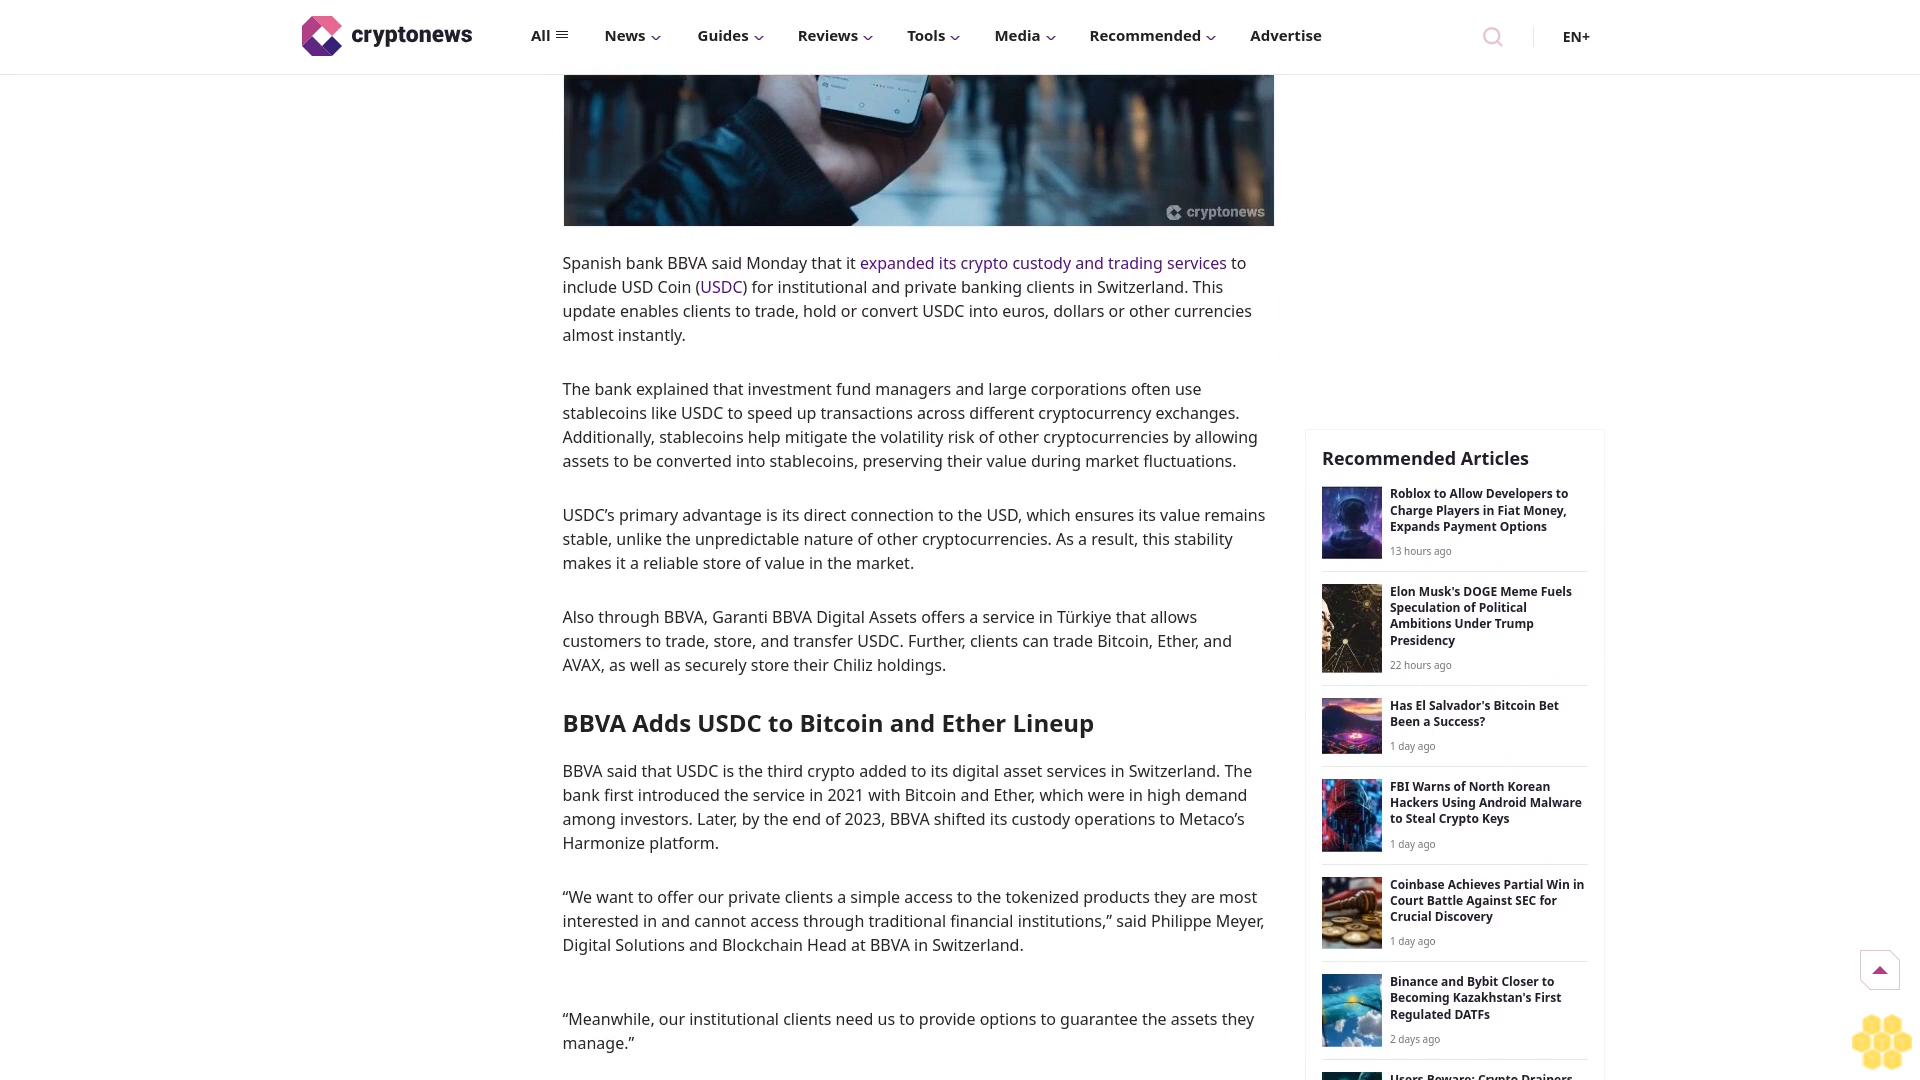 cryptonews
All
News
Guides
Reviews
Tools
Media
Recommended
Advertise
EN+
cryptonews
Spanish bank BBVA said Monday that it expanded its crypto custody and trading services to
include USD Coin (USDC) for institutional and private banking clients in Switzerland. This
update enables clients to trade, hold or convert USDC into euros, dollars or other currencies
almost instantly.
The bank explained that investment fund managers and large corporations often use
stablecoins like USDC to speed up transactions across different cryptocurrency exchanges.
Additionally, stablecoins help mitigate the volatility risk of other cryptocurrencies by allowing
assets to be converted into stablecoins, preserving their value during market fluctuations.
USDC’s primary advantage is its direct connection to the USD, which ensures its value remains
stable, unlike the unpredictable nature of other cryptocurrencies. As a result, this stability
makes it a reliable store of value in the market.
Also through BBVA, Garanti BBVA Digital Assets offers a service in Türkiye that allows
customers to trade, store, and transfer USDC. Further, clients can trade Bitcoin, Ether, and
AVAX, as well as securely store their Chiliz holdings.
BBVA Adds USDC to Bitcoin and Ether Lineup
BBVA said that USDC is the third crypto added to its digital asset services in Switzerland. The
bank first introduced the service in 2021 with Bitcoin and Ether, which were in high demand
among investors. Later, by the end of 2023, BBVA shifted its custody operations to Metaco’s
Harmonize platform.
“We want to offer our private clients a simple access to the tokenized products they are most
interested in and cannot access through traditional financial institutions,” said Philippe Meyer,
Digital Solutions and Blockchain Head at BBVA in Switzerland.
“Meanwhile, our institutional clients need us to provide options to guarantee the assets they
manage.”
Recommended Articles
Roblox to Allow Developers to
Charge Players in Fiat Money,
Expands Payment Options
13 hours ago
Elon Musk's DOGE Meme Fuels
Speculation of Political
Ambitions Under Trump
Presidency
22 hours ago
Has El Salvador's Bitcoin Bet
Been a Success?
1 day ago
FBI Warns of North Korean
Hackers Using Android Malware
to Steal Crypto Keys
1 day ago
Coinbase Achieves Partial Win in
Court Battle Against SEC for
Crucial Discovery
1 day ago
Binance and Bybit Closer to
Becoming Kazakhstan's First
Regulated DATFs
2 days ago
Users Beware: Crypto Drainers